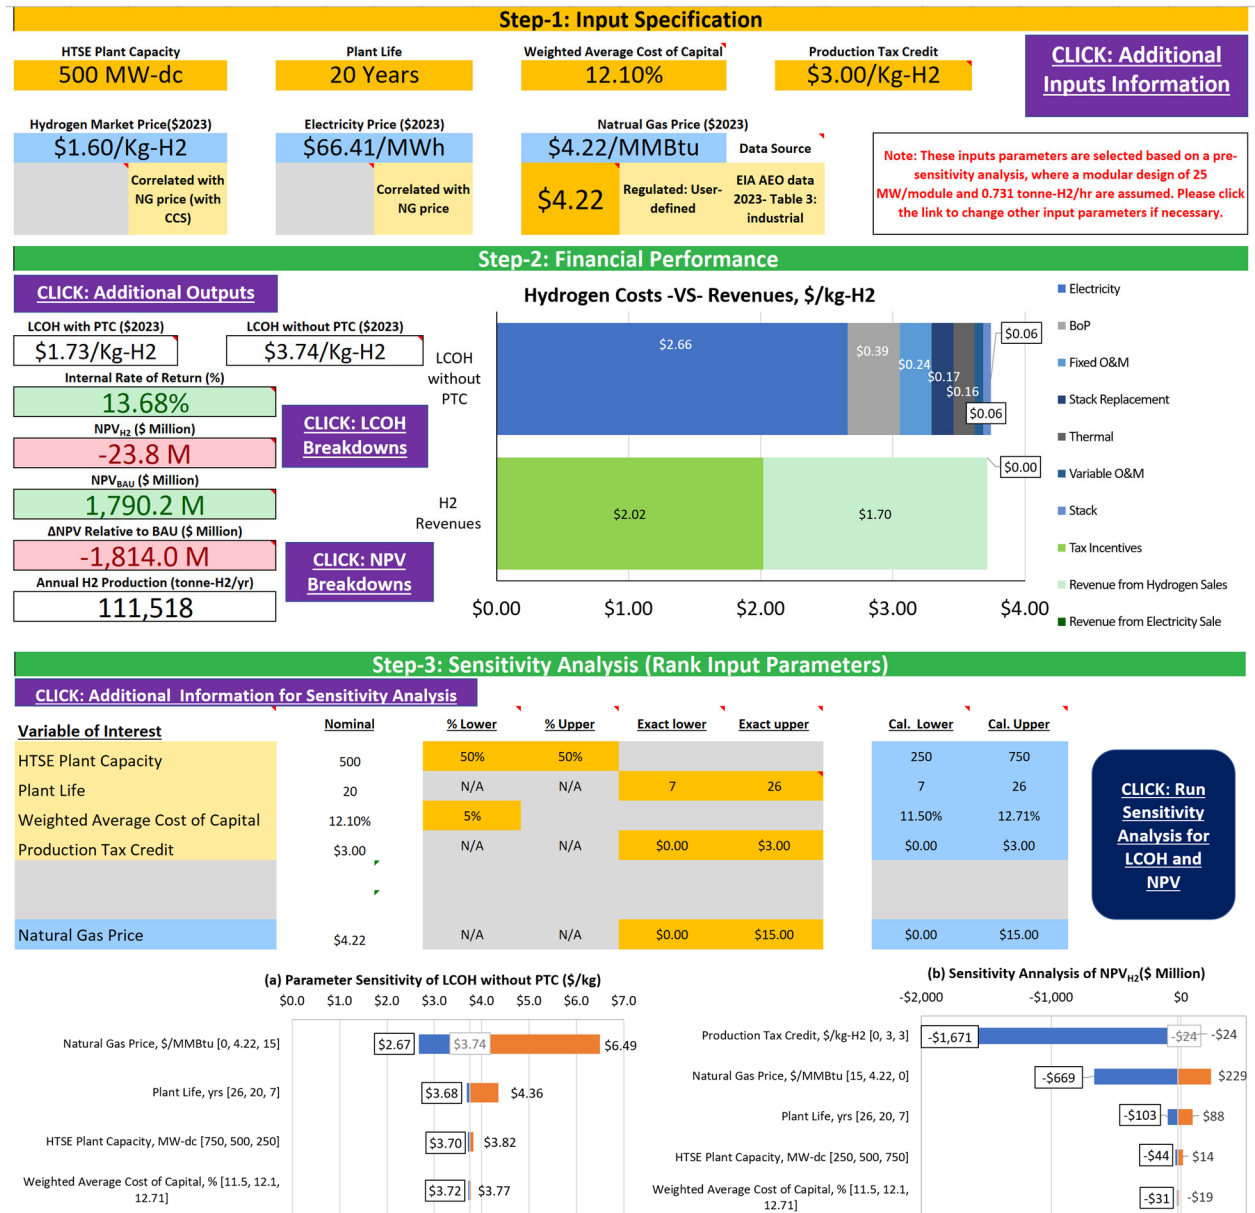 Step-1: Input Specification
HTSE Plant Capacity
Plant Life
Weighted Average Cost of Capital
Production Tax Credit
500 MW-dc
20 Years
12.10%
$3.00/Kg-H2
CLICK: Additional
Inputs Information
Hydrogen Market Price($2023)
Electricity Price ($2023)
Natrual Gas Price ($2023)
$1.60/Kg-H2
$66.41/MWh
$4.22/MMBtu
Data Source
Correlated with
NG price (with
CCS)
Correlated with
NG price
$4.22
Regulated: User-
defined
EIA AEO data
2023- Table 3:
industrial
Note: These inputs parameters are selected based on a pre-
sensitivity analysis, where a modular design of 25
MW/module and 0.731 tonne-H2/hr are assumed. Please click
the link to change other input parameters if necessary.
Step-2: Financial Performance
CLICK: Additional Outputs
LCOH with PTC ($2023)
LCOH without PTC ($2023)
$1.73/Kg-H2
$3.74/Kg-H2
Internal Rate of Return (%)
13.68%
NPVH2 ($ Million)
-23.8 M
NPVBAU ($ Million)
1,790.2 M
ΔNPV Relative to BAU ($ Million)
-1,814.0 M
Annual H2 Production (tonne-H2/yr)
111,518
CLICK: LCOH
Breakdowns
CLICK: NPV
Breakdowns
Hydrogen Costs -VS- Revenues, $/kg-H2
LCOH
without
PTC
$2.66
$0.39
$0.24
$0.17
$0.16
$0.06
$0.06
H2
Revenues
$2.02
$1.70
$0.00
$0.00
$1.00
$2.00
$3.00
$4.00
Electricity
BoP
Fixed O&M
Stack Replacement
Thermal
Variable O&M
Stack
Tax Incentives
Revenue from Hydrogen Sales
Revenue from Electricity Sale
Step-3: Sensitivity Analysis (Rank Input Parameters)
CLICK: Additional Information for Sensitivity Analysis
Variable of Interest
Nominal
% Lower
% Upper
Exact lower
Exact upper
Cal. Lower
Cal. Upper
HTSE Plant Capacity
500
50%
50%
250
750
Plant Life
20
N/A
N/A
7
26
7
26
Weighted Average Cost of Capital
12.10%
5%
11.50%
12.71%
Production Tax Credit
$3.00
N/A
N/A
$0.00
$3.00
$0.00
$3.00
Natural Gas Price
$4.22
N/A
N/A
$0.00
$15.00
$0.00
$15.00
CLICK: Run
Sensitivity
Analysis for
LCOH and
NPV
(a) Parameter Sensitivity of LCOH without PTC ($/kg)
$0.0
$1.0
$2.0
$3.0
$4.0
$5.0
$6.0
$7.0
Natural Gas Price, $/MMBtu [0, 4.22, 15]
$2.67
$3.74
$6.49
Plant Life, yrs [26, 20, 7]
$3.68
$4.36
HTSE Plant Capacity, MW-dc [750, 500, 250]
$3.70
$3.82
Weighted Average Cost of Capital, % [11.5, 12.1,
12.71]
$3.72
$3.77
(b) Sensitivity Annalysis of NPVH2($ Million)
-$2,000
-$1,000
$0
Production Tax Credit, $/kg-H2 [0, 3, 3]
-$1,671
-$24
-$24
Natural Gas Price, $/MMBtu [15, 4.22, 0]
-$669
$229
Plant Life, yrs [26, 20, 7]
-$103
$88
HTSE Plant Capacity, MW-dc [250, 500, 750]
-$44
$14
Weighted Average Cost of Capital, % [11.5, 12.1,
12.71]
-$31
-$19